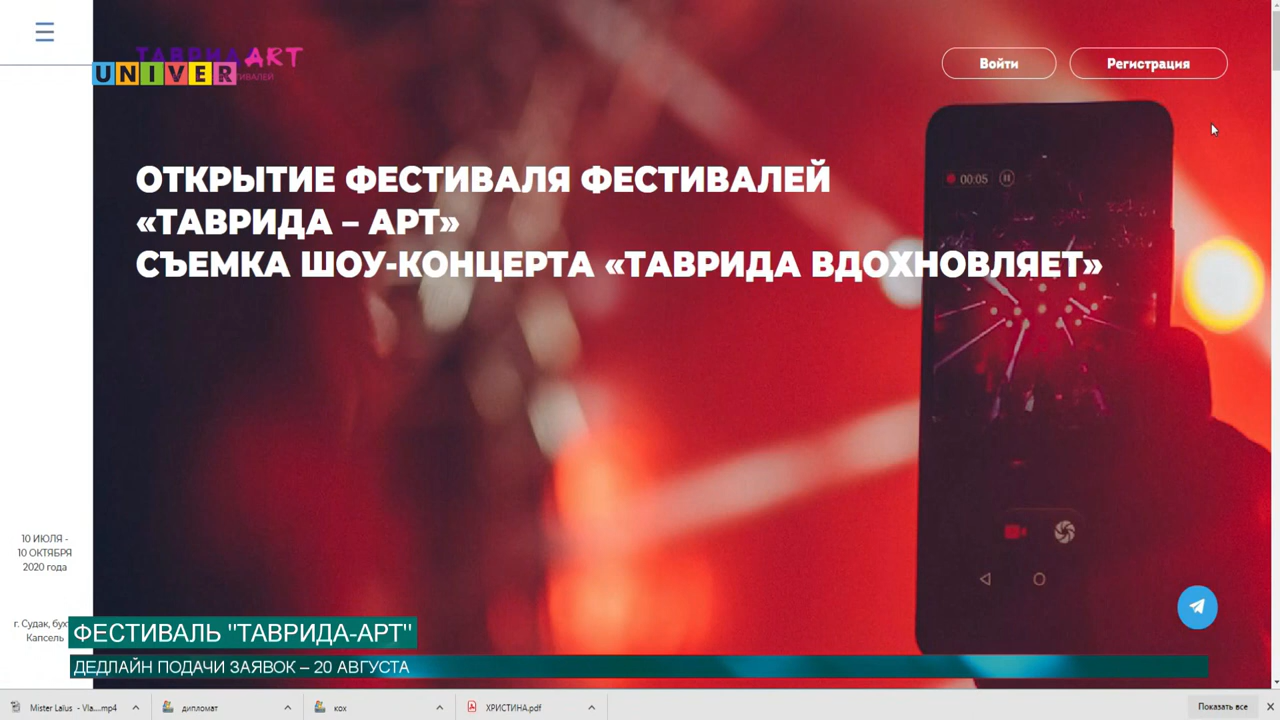 ☰
ТАВРИДА АРТ
UNIVER
Войти
Регистрация
ОТКРЫТИЕ ФЕСТИВАЛЯ ФЕСТИВАЛЕЙ
«ТАВРИДА – АРТ»
СЪЕМКА ШОУ-КОНЦЕРТА «ТАВРИДА ВДОХНОВЛЯЕТ»
00:05
10 ИЮЛЯ -
10 ОКТЯБРЯ
2020 года
г. Судак,
Капсель
ФЕСТИВАЛЬ "ТАВРИДА-АРТ"
ДЕДЛАЙН ПОДАЧИ ЗАЯВОК – 20 АВГУСТА
Mister Lalus - Vla....mp4
дипломат
кох
ХРИСТИНА.pdf
Показать все